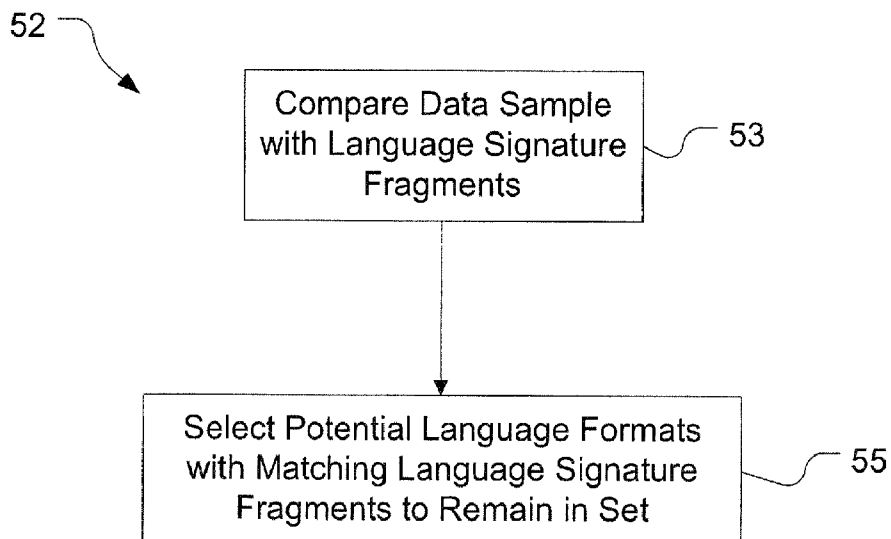 52
Compare Data Sample
with Language Signature
Fragments
53
Select Potential Language Formats
with Matching Language Signature
Fragments to Remain in Set
55